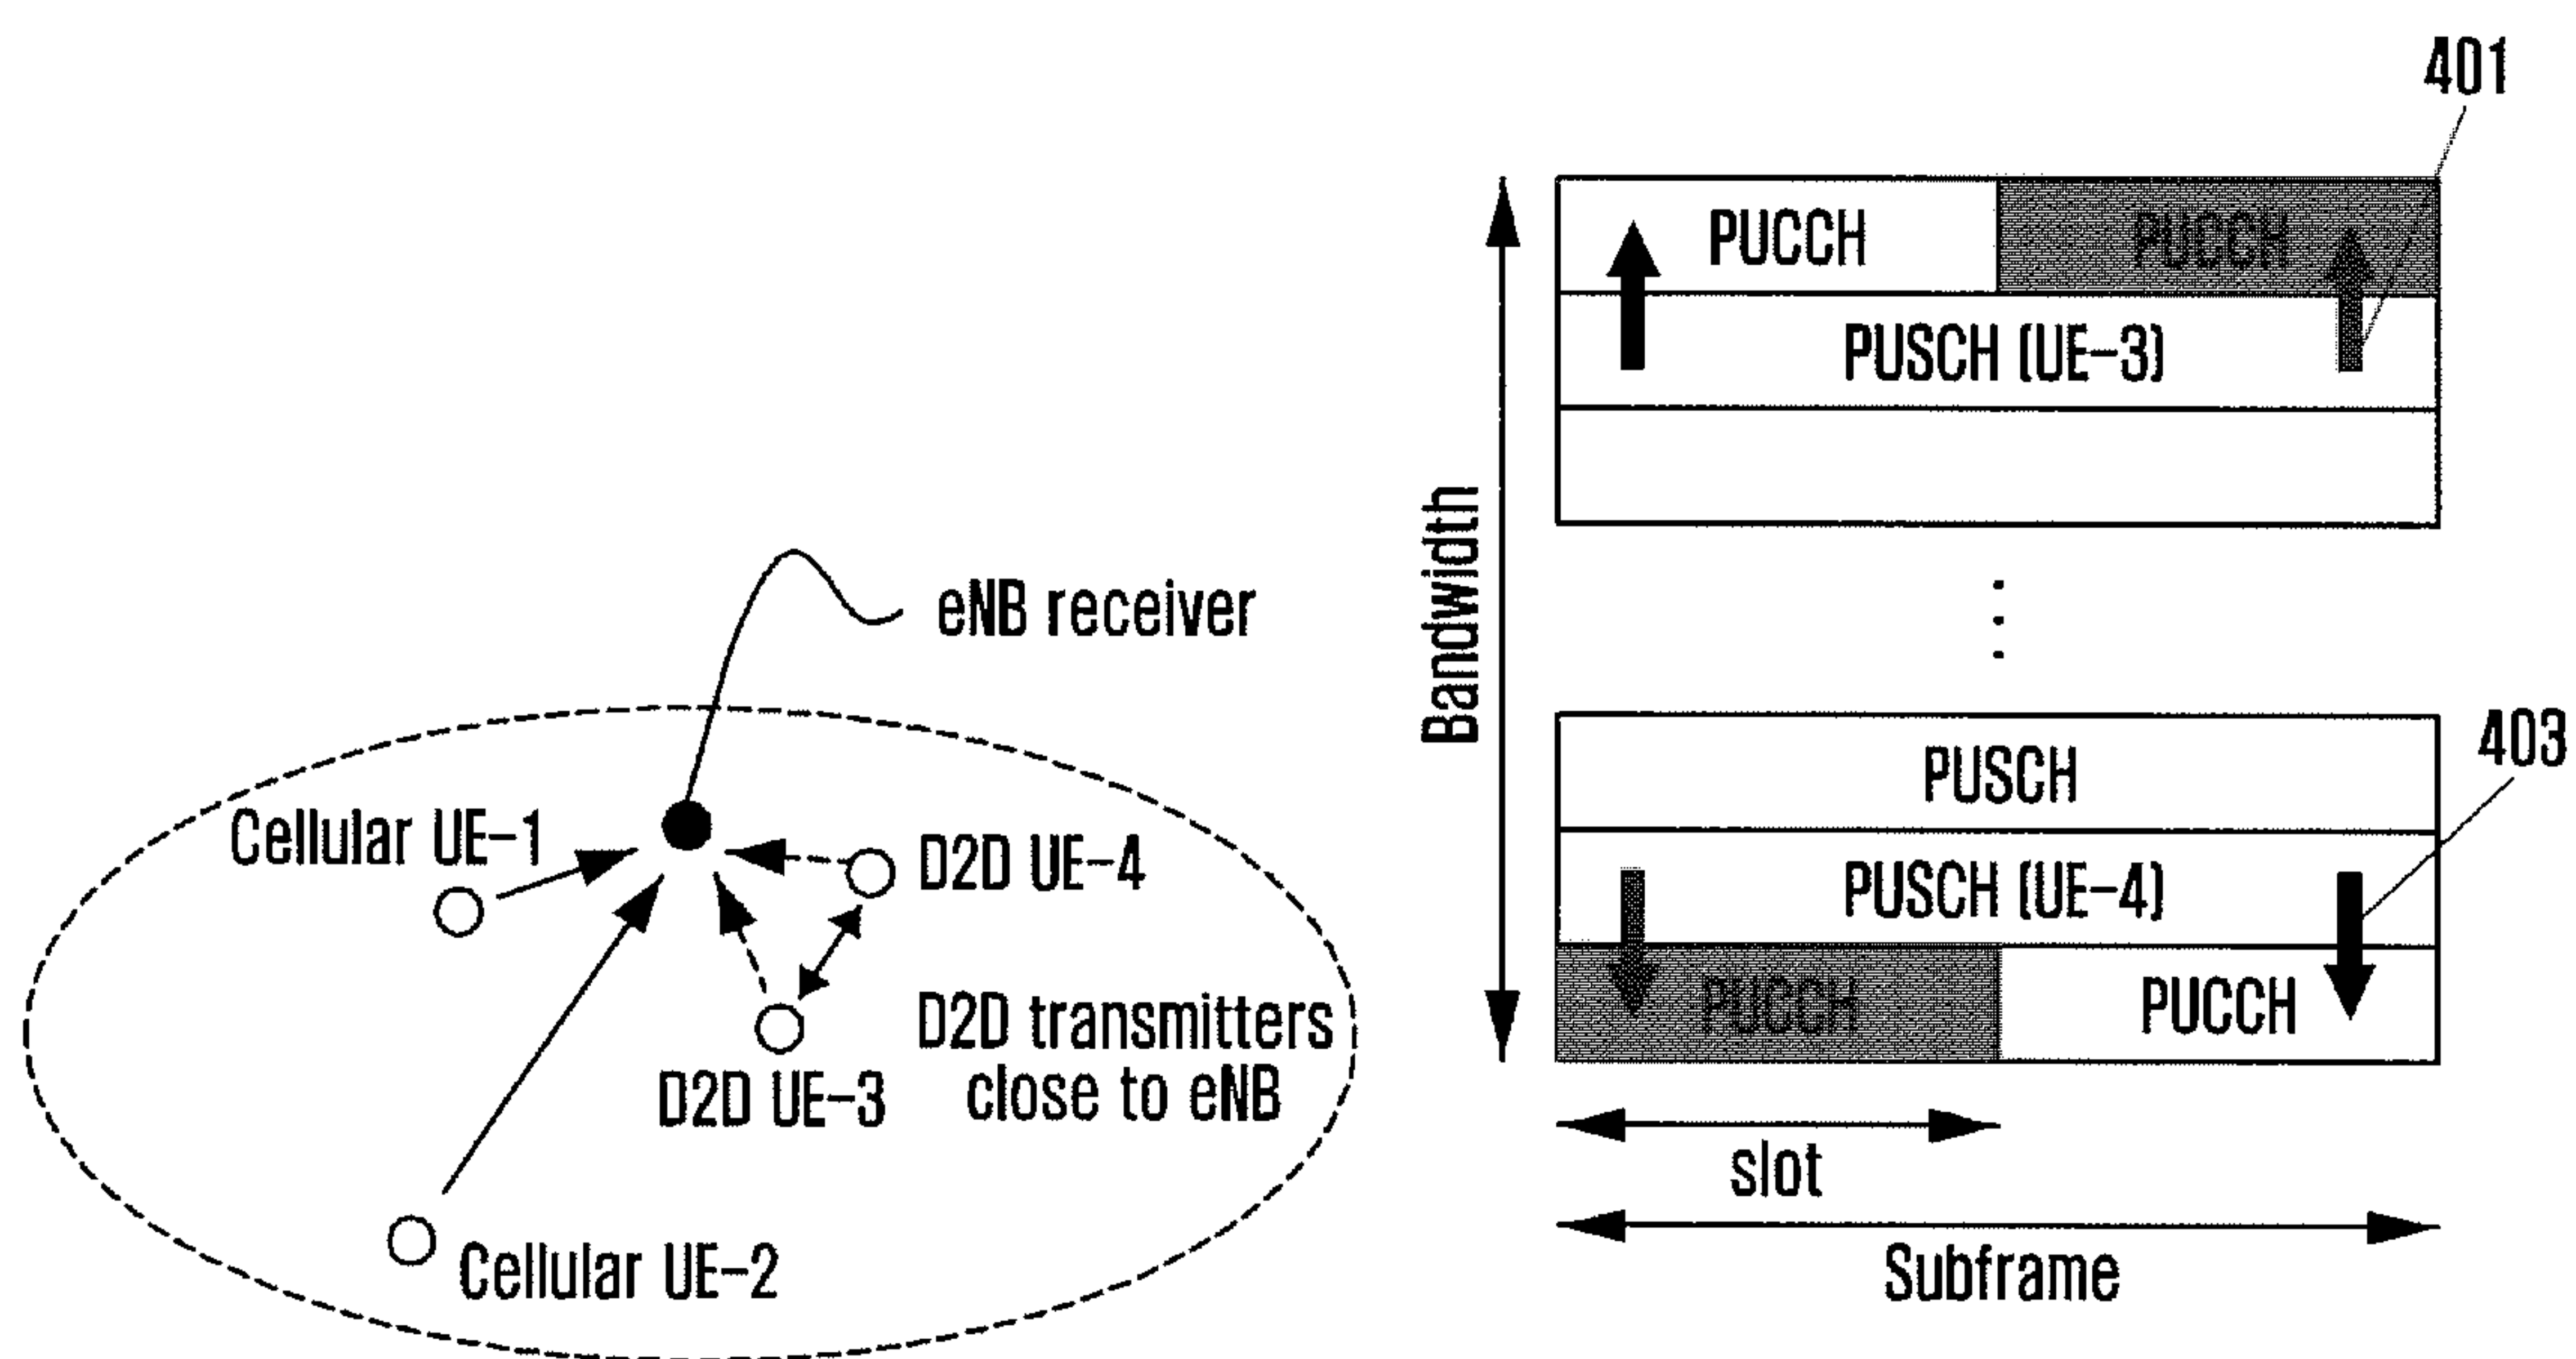 401
PUCCH PUCCH
PUSCH (UE-3)
Bandwidth
eNB receiver
PUSCH
403
Cellular UE-1
D2D UE-4
PUSCH (UE-4)
PUCCH PUCCH
D2D transmitters
close to eNB
D2D UE-3
slot
Cellular UE-2
Subframe